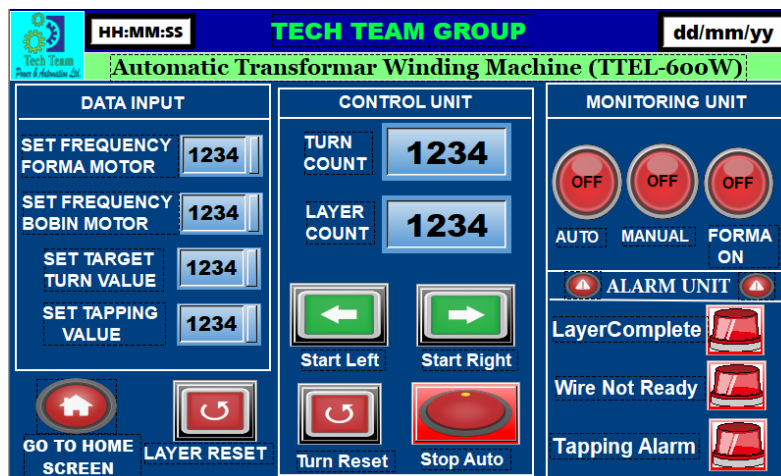 HH:MM:SS
TECH TEAM GROUP
dd/mm/yy
Tech Team
Power & Automation Ltd.
Automatic Transformar Winding Machine (TTEL-600W)
DATA INPUT
SET FREQUENCY
FORMA MOTOR
1234
SET FREQUENCY
BOBIN MOTOR
1234
SET TARGET
TURN VALUE
1234
SET TAPPING
VALUE
1234
GO TO HOME
SCREEN
LAYER RESET
CONTROL UNIT
TURN
COUNT
1234
LAYER
COUNT
1234
Start Left
Start Right
Turn Reset
Stop Auto
MONITORING UNIT
OFF
OFF
OFF
AUTO
MANUAL
FORMA
ON
ALARM UNIT
LayerComplete
Wire Not Ready
Tapping Alarm